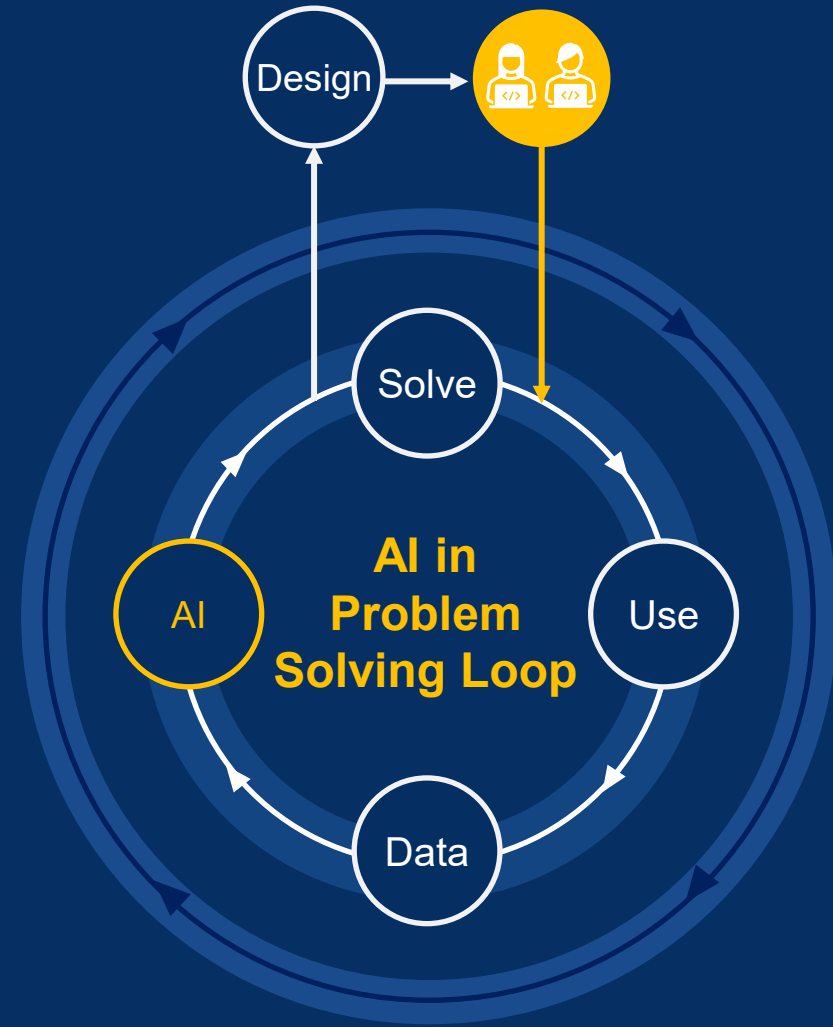 Design
</>
</>
Solve
AI in
Problem
Solving Loop
AI
Use
Data